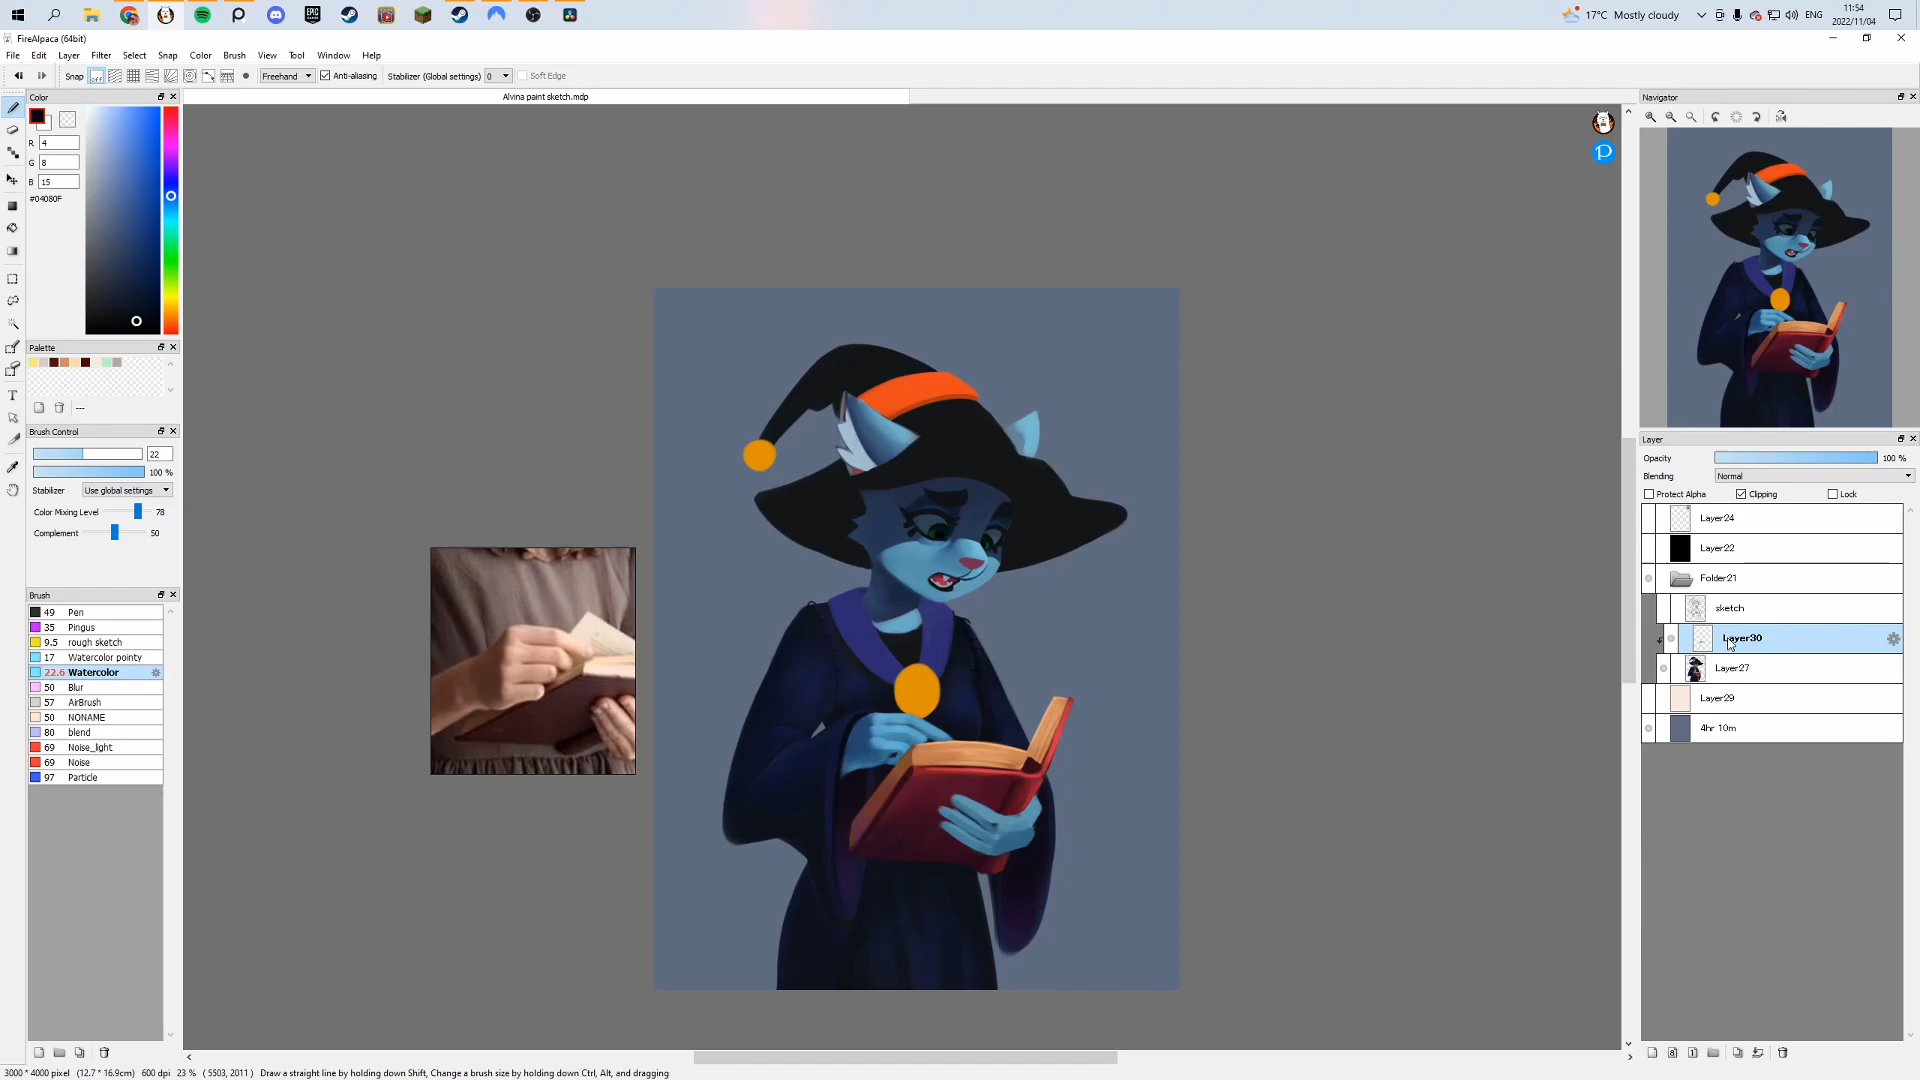 17°C Mostly cloudy
ENG
11:54
2022/11/04
FireAlpaca (64bit)
File Edit Layer Filter Select Snap Color Brush View Tool Window Help
Snap off Freehand Anti-aliasing Stabilizer (Global settings) 0 Soft Edge
Color
Alvina paint sketch.mdp
Navigator
R 4
G 8
B 15
#04080F
Palette
---
Brush Control
22
100 %
Stabilizer Use global settings
Color Mixing Level 78
Complement 50
Brush
49 Pen
35 Pingus
9.5 rough sketch
17 Watercolor pointy
22.6 Watercolor
50 Blur
57 AirBrush
50 NONAME
80 blend
69 Noise_light
69 Noise
97 Particle
Layer
Opacity 100 %
Blending Normal
Protect Alpha Clipping Lock
Layer24
Layer22
Folder21
sketch
Layer30
Layer27
Layer29
4hr 10m
3000 * 4000 pixel (12.7 * 16.9cm) 600 dpi 23 % ( 5503, 2011 ) Draw a straight line by holding down Shift, Change a brush size by holding down Ctrl, Alt, and dragging